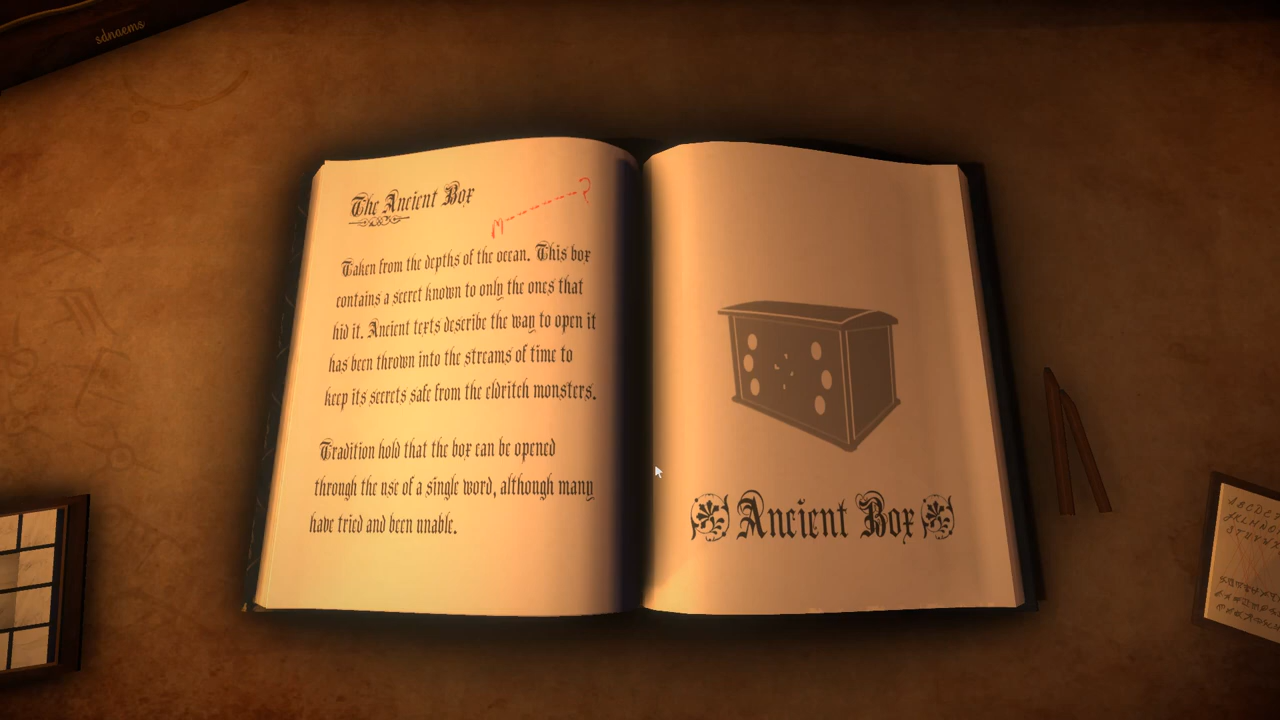 sdnaems
The Ancient Box
Taken from the depths of the ocean. This box
contains a secret known to only the ones that
hid it. Ancient texts describe the way to open it
has been thrown into the streams of time to
keep its secrets safe from the eldritch monsters.
Tradition hold that the box can be opened
through the use of a single word, although many
have tried and been unable.
Ancient Box